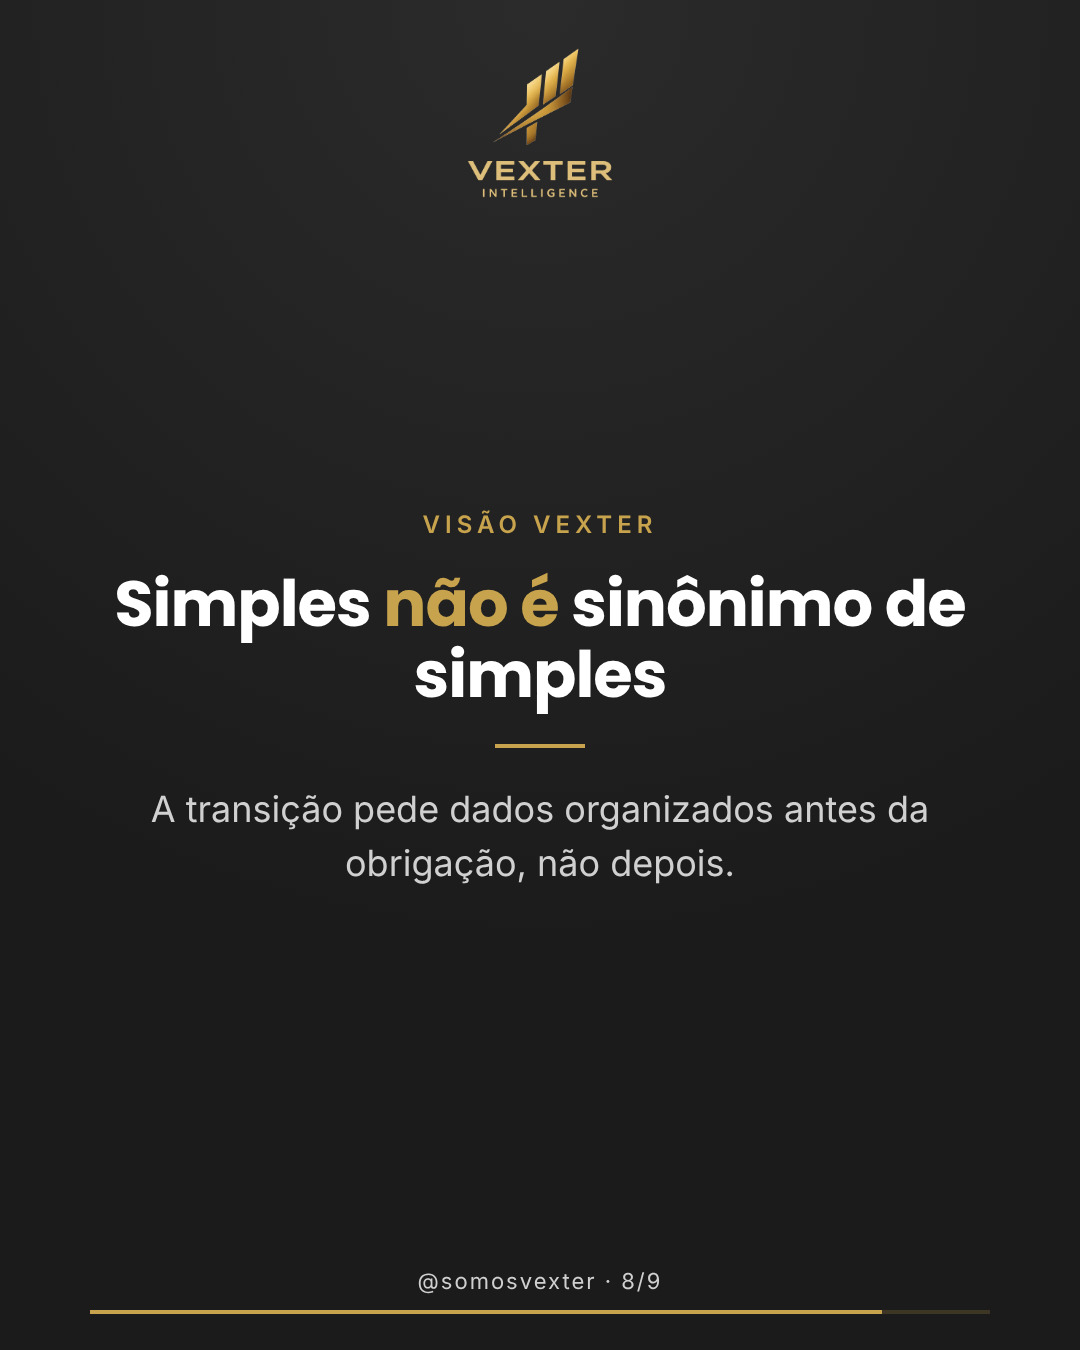 VEXTER
INTELLIGENCE
VISÃO VEXTER
Simples não é sinônimo de
simples
A transição pede dados organizados antes da
obrigação, não depois.
@somosvexter · 8/9